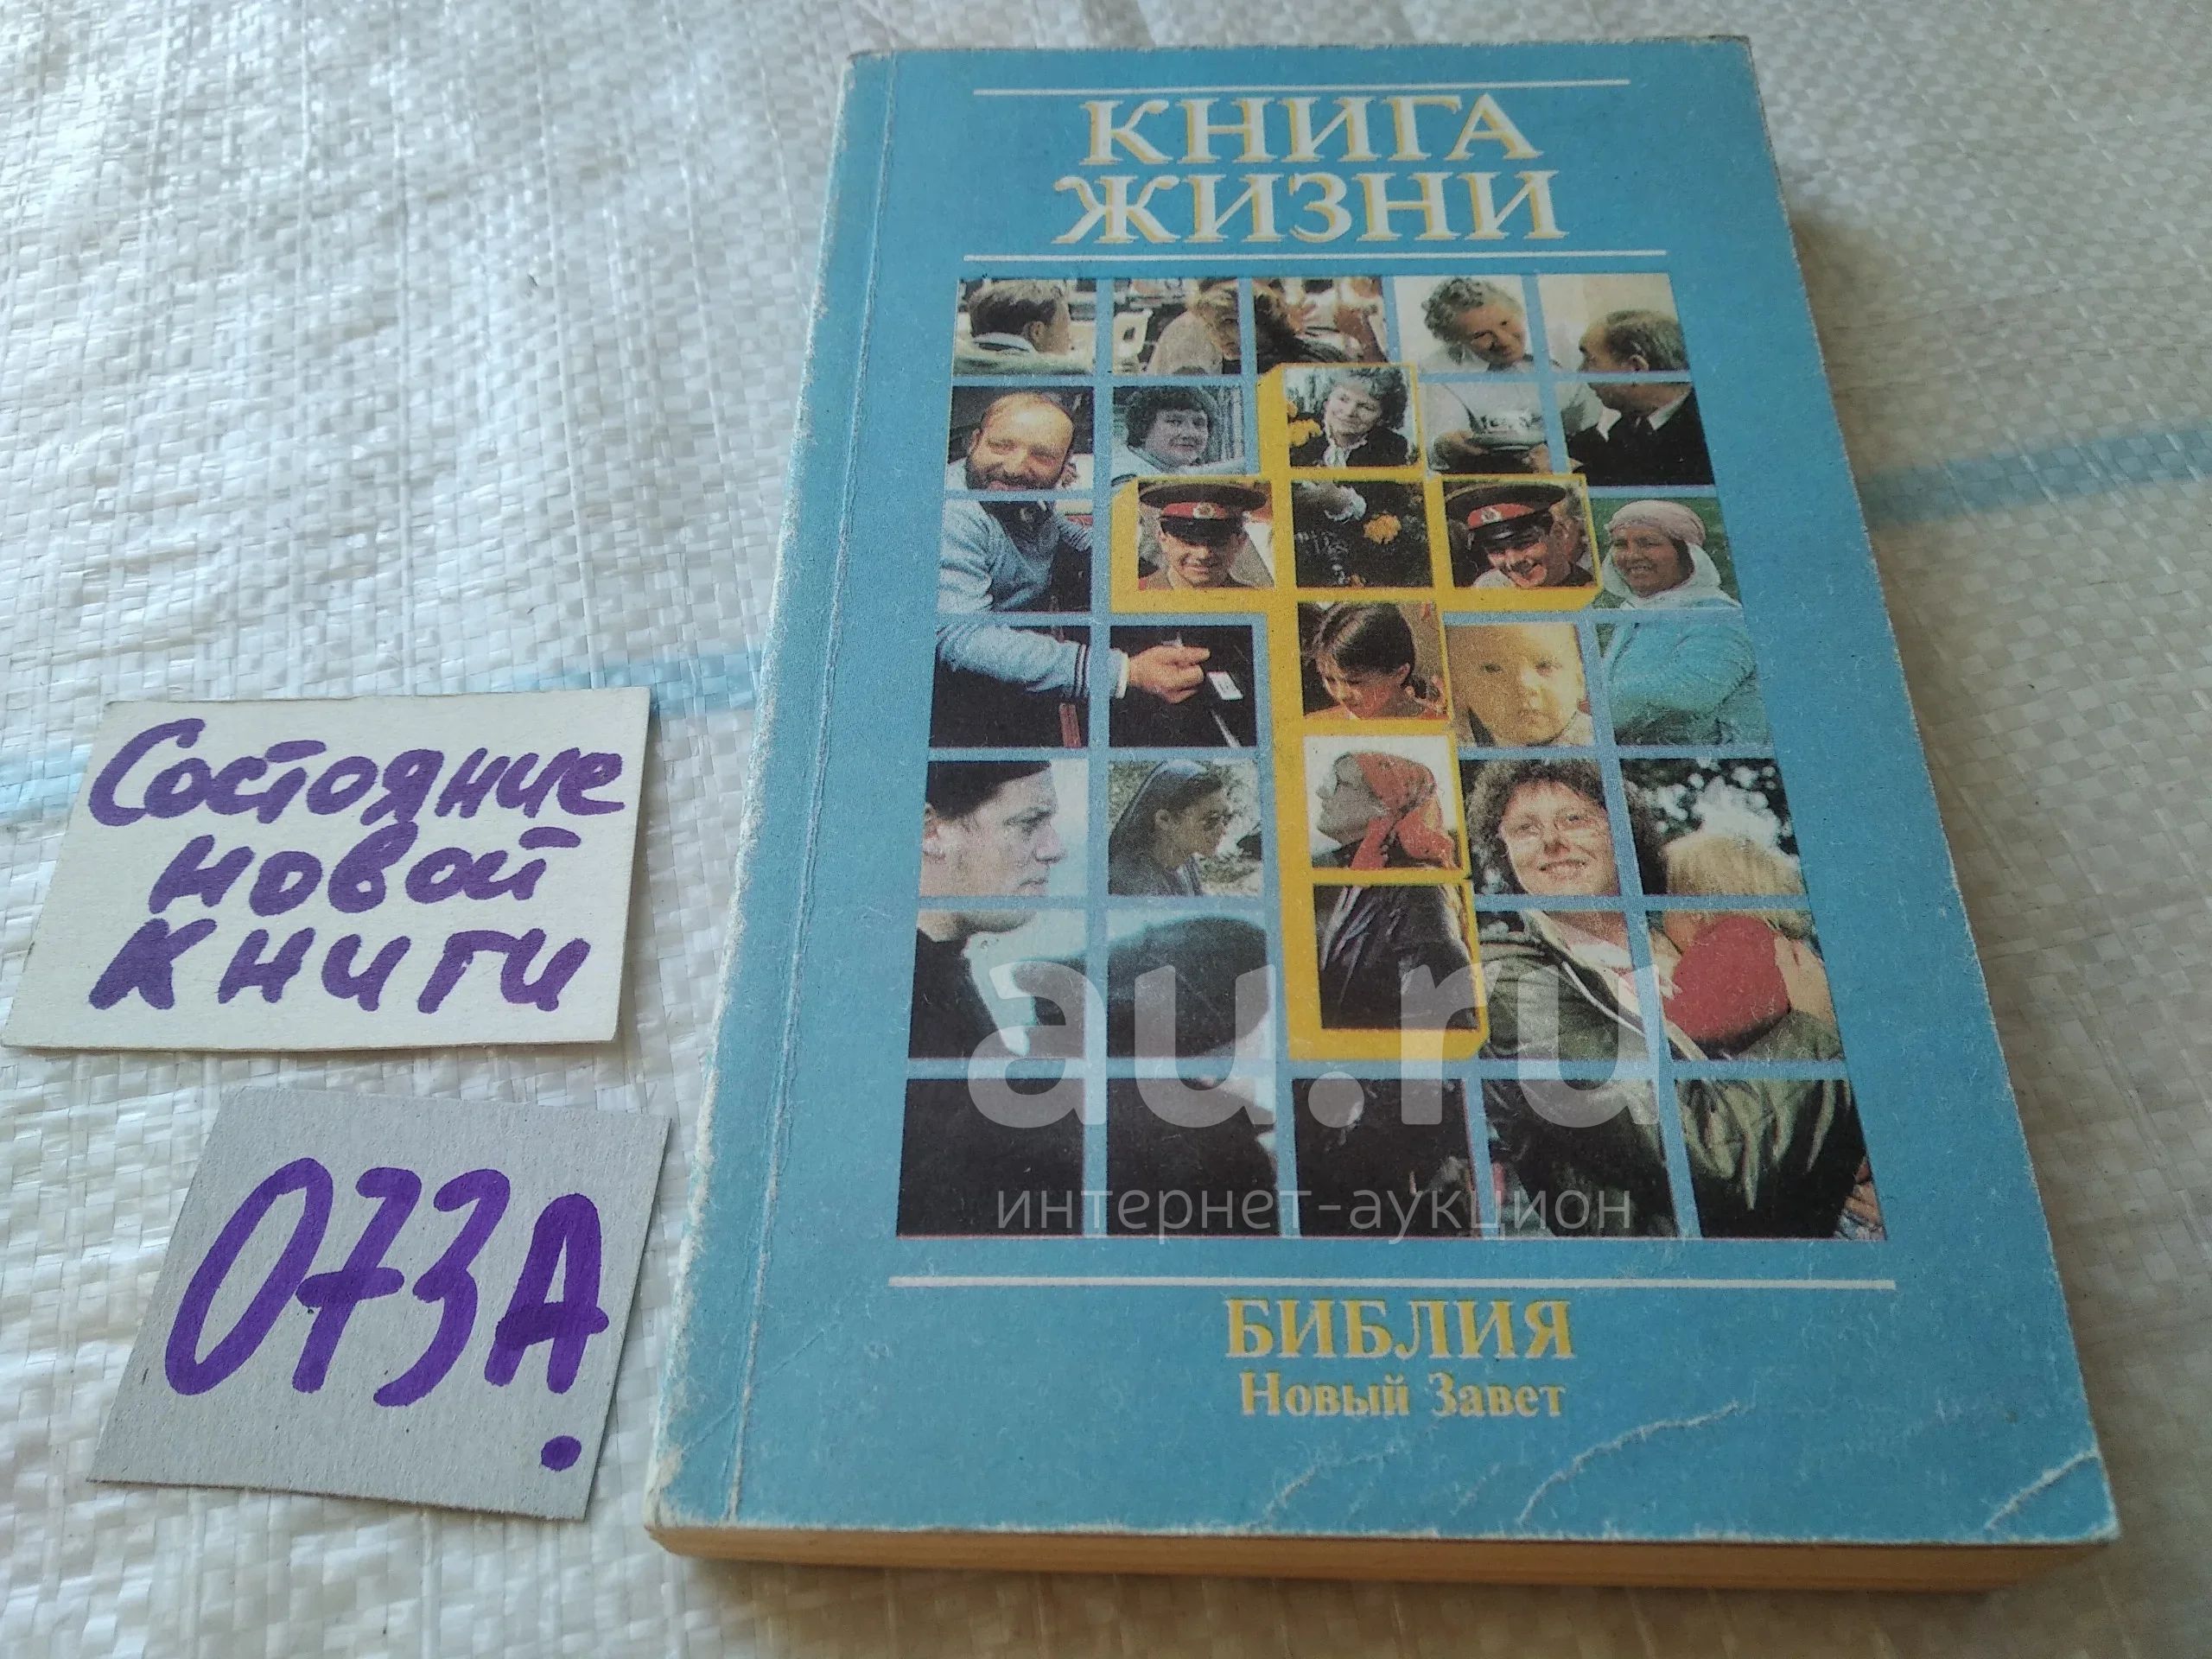 КНИГА
ЖИЗНИ
Состояние
новой
книги
073А.
au.ru
интернет-аукцион
БИБЛИЯ
Новый Завет